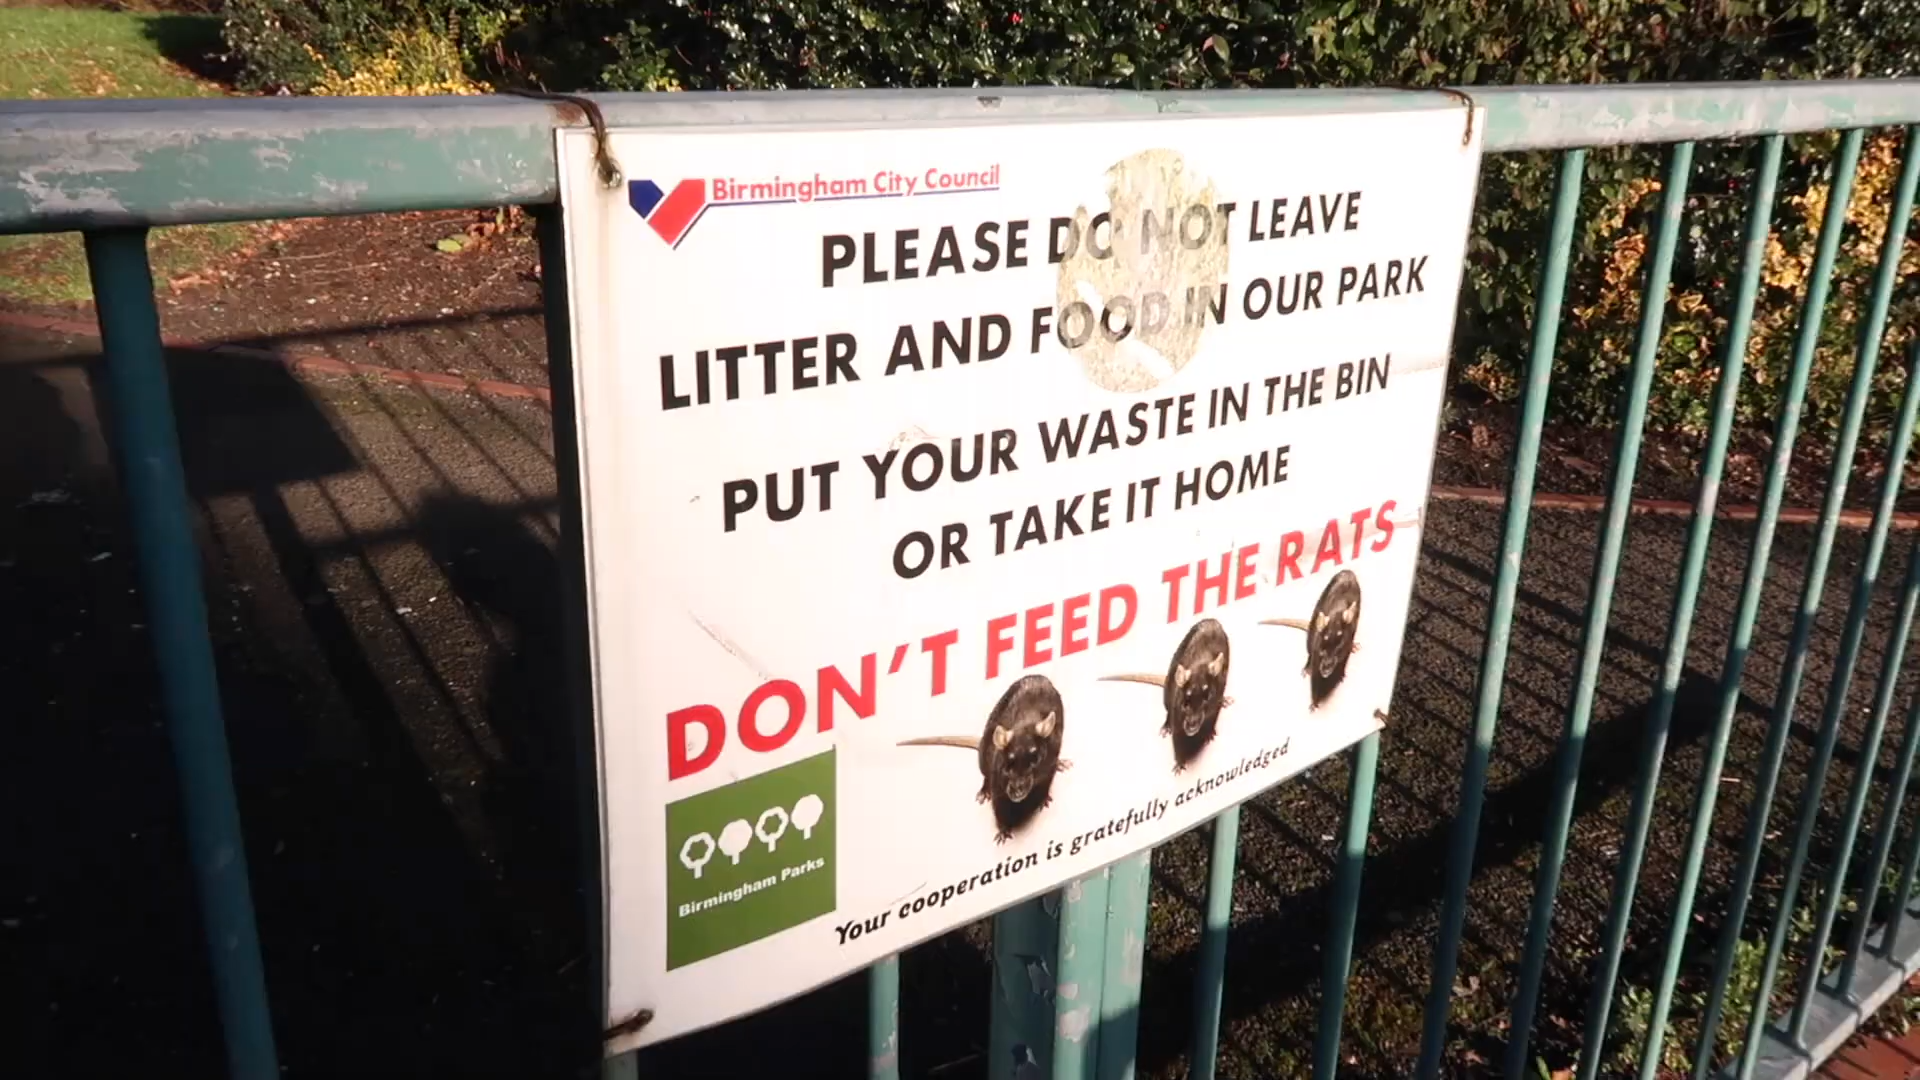 Birmingham City Council
PLEASE DO NOT LEAVE
LITTER AND FOOD IN OUR PARK
PUT YOUR WASTE IN THE BIN
OR TAKE IT HOME
DON'T FEED THE RATS
Birmingham Parks
Your cooperation is gratefully acknowledged